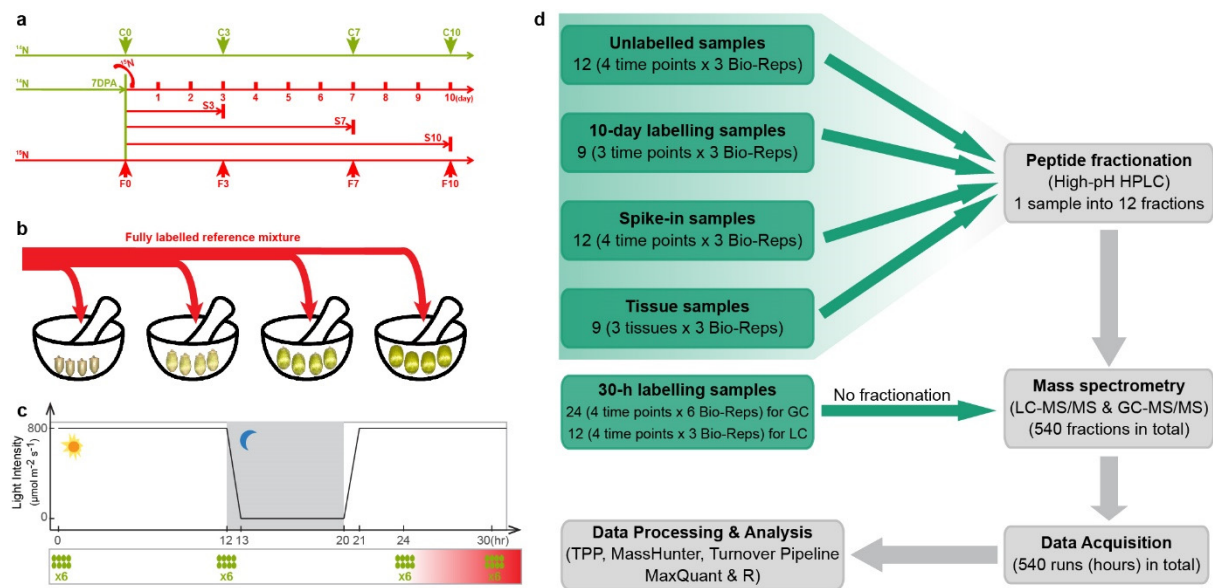 a
C0 C3 C7 C10
¹⁴N
¹⁵N
¹⁴N 7DPA
1 2 3 4 5 6 7 8 9 10(day)
S3
S7
S10
¹⁵N
F0 F3 F7 F10
b
Fully labelled reference mixture
c
Light Intensity
(μmol m⁻² s⁻¹)
800
0
0 12 13 20 21 24 30(hr)
x6 x6 x6 x6
d
Unlabelled samples
12 (4 time points x 3 Bio-Reps)
10-day labelling samples
9 (3 time points x 3 Bio-Reps)
Spike-in samples
12 (4 time points x 3 Bio-Reps)
Tissue samples
9 (3 tissues x 3 Bio-Reps)
30-h labelling samples
24 (4 time points x 6 Bio-Reps) for GC
12 (4 time points x 3 Bio-Reps) for LC
No fractionation
Peptide fractionation
(High-pH HPLC)
1 sample into 12 fractions
Mass spectrometry
(LC-MS/MS & GC-MS/MS)
(540 fractions in total)
Data Acquisition
(540 runs (hours) in total)
Data Processing & Analysis
(TPP, MassHunter, Turnover Pipeline
MaxQuant & R)